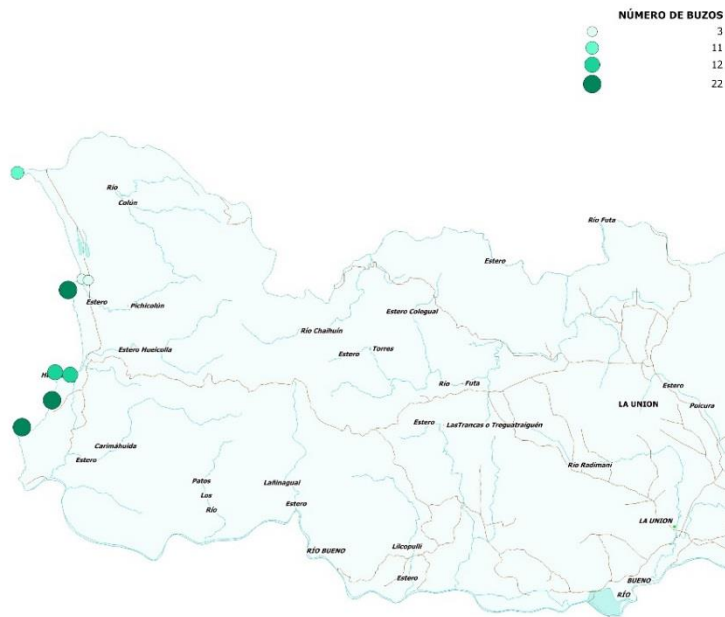 NÚMERO DE BUZOS
3
11
12
22
Río
Colún
Río Futa
Estero
Estero
Pichicolún
Estero Cologual
Río Chaihuín
Estero Hueicolla
Estero
Torres
Río
Futa
Estero
LA UNION
Poicura
Estero
LasTrancas o Treguatraiguén
Carimáhuida
Estero
Río Radimani
Patos
Los
Río
Lañinagual
Estero
LA UNION
RÍO BUENO
Lilcopulli
Estero
BUENO
RÍO